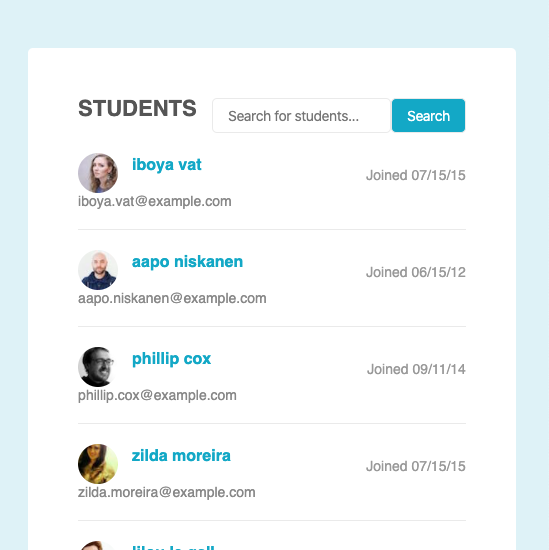 STUDENTS
Search for students...
Search
iboya vat
Joined 07/15/15
iboya.vat@example.com
aapo niskanen
Joined 06/15/12
aapo.niskanen@example.com
phillip cox
Joined 09/11/14
phillip.cox@example.com
zilda moreira
Joined 07/15/15
zilda.moreira@example.com